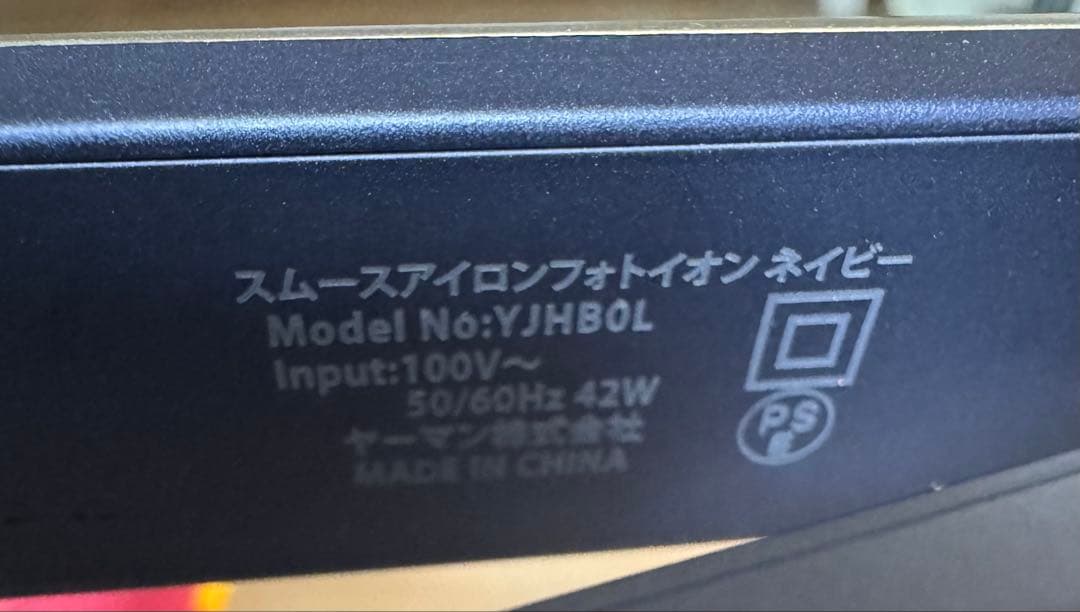 スムースアイロンフォトイオン ネイビー
Model No:YJHB0L
Input:100V～
50/60Hz 42W
ヤーマン株式会社
MADE IN CHINA
PS
E